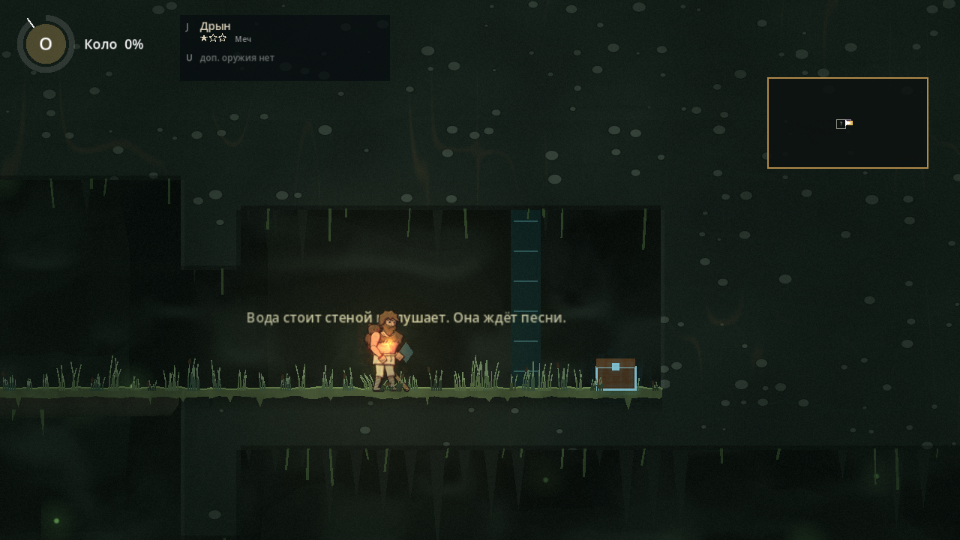 O
Коло 0%
J Дрын
Меч
U доп. оружия нет
Вода стоит стеной слушает. Она ждёт песни.